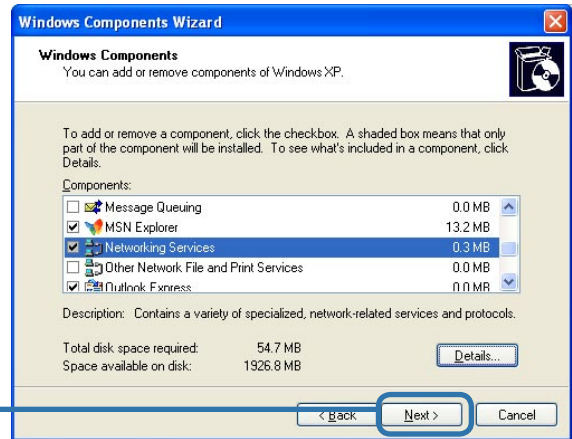 Windows Components Wizard
Windows Components
You can add or remove components of Windows XP.
To add or remove a component, click the checkbox. A shaded box means that only
part of the component will be installed. To see what's included in a component, click
Details.
Components:
Message Queuing 0.0 MB
MSN Explorer 13.2 MB
Networking Services 0.3 MB
Other Network File and Print Services 0.0 MB
Outlook Express 0.0 MB
Description: Contains a variety of specialized, network-related services and protocols.
Total disk space required: 54.7 MB
Details...
Space available on disk: 1926.8 MB
< Back Next > Cancel